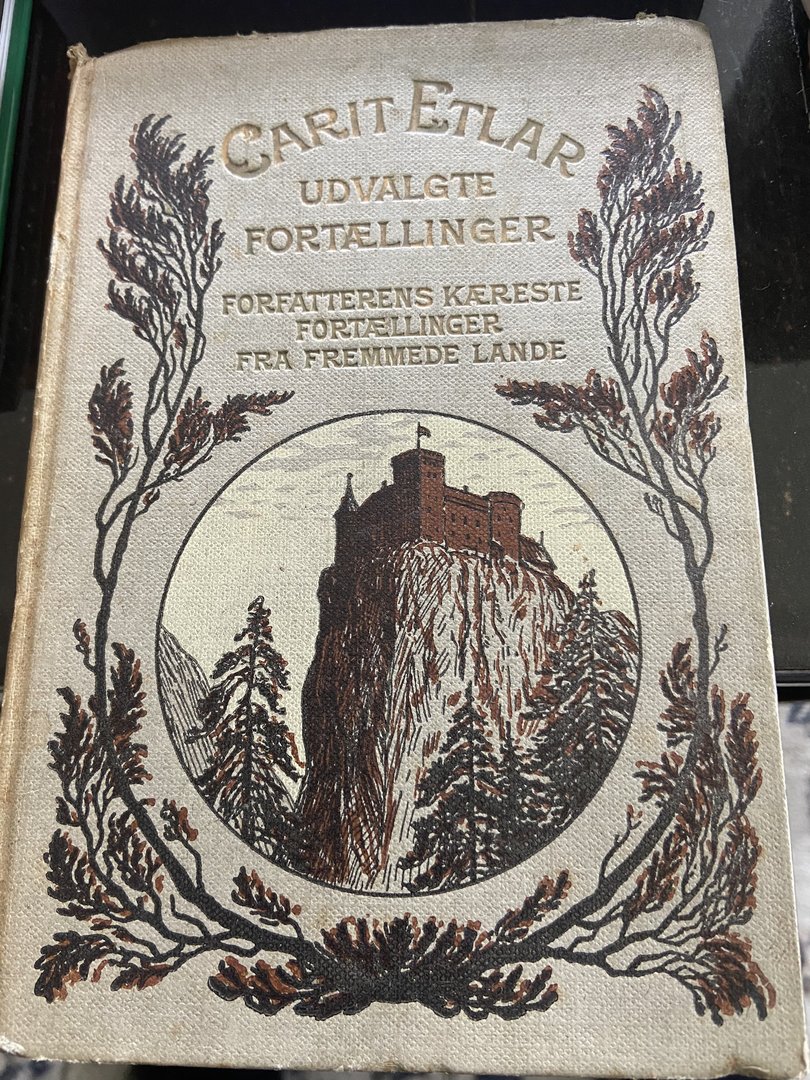 CARIT ETLAR
UDVALGTE
FORTÆLLINGER
FORFATTERENS KÆRESTE
FORTÆLLINGER
FRA FREMMEDE LANDE